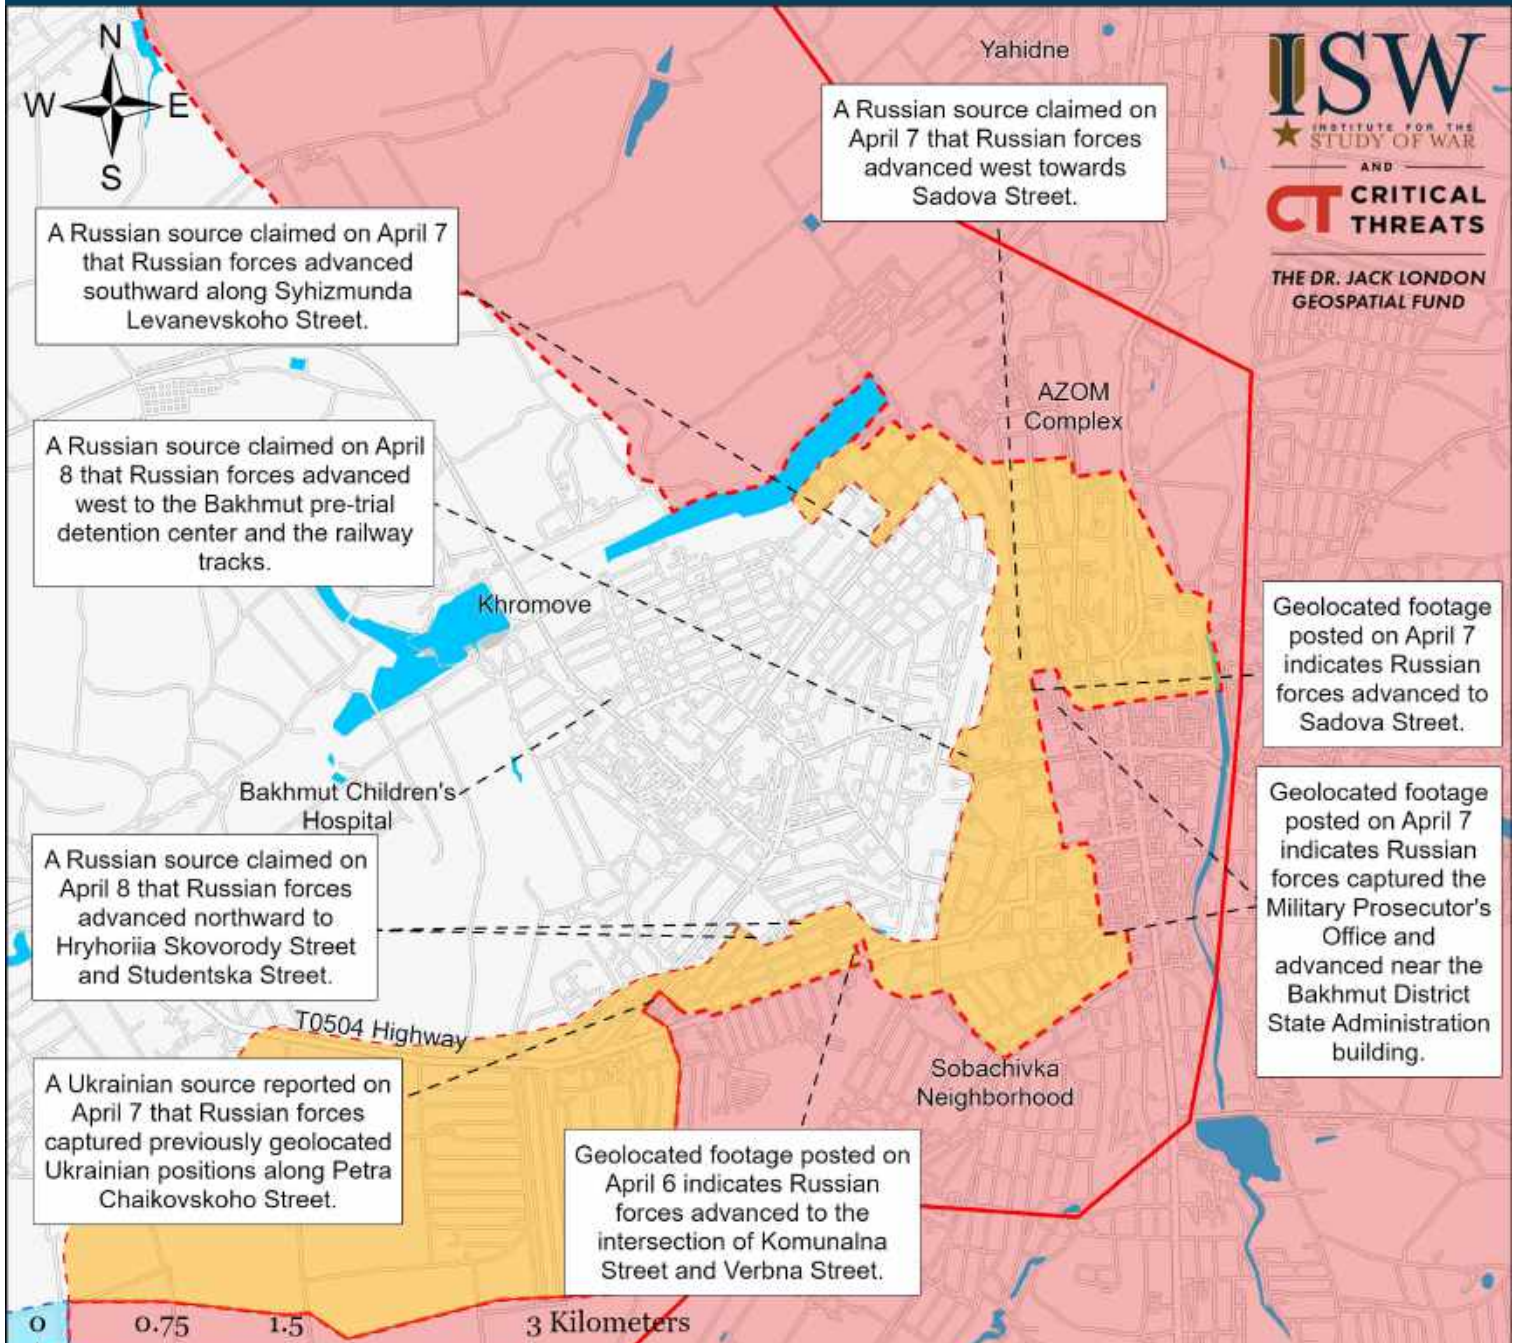 N
W
E
S
Yahidne
ISW
INSTITUTE FOR THE
STUDY OF WAR
AND
CT CRITICAL
THREATS
THE DR. JACK LONDON
GEOSPATIAL FUND
A Russian source claimed on
April 7 that Russian forces
advanced west towards
Sadova Street.
A Russian source claimed on April 7
that Russian forces advanced
southward along Syhizmunda
Levanevskoho Street.
AZOM
Complex
A Russian source claimed on April
8 that Russian forces advanced
west to the Bakhmut pre-trial
detention center and the railway
tracks.
Khromove
Geolocated footage
posted on April 7
indicates Russian
forces advanced to
Sadova Street.
Bakhmut Children's
Hospital
Geolocated footage
posted on April 7
indicates Russian
forces captured the
Military Prosecutor's
Office and
advanced near the
Bakhmut District
State Administration
building.
A Russian source claimed on
April 8 that Russian forces
advanced northward to
Hryhoriia Skovorody Street
and Studentska Street.
T0504 Highway
Sobachivka
Neighborhood
A Ukrainian source reported on
April 7 that Russian forces
captured previously geolocated
Ukrainian positions along Petra
Chaikovskoho Street.
Geolocated footage posted on
April 6 indicates Russian
forces advanced to the
intersection of Komunalna
Street and Verbna Street.
0 0.75 1.5 3 Kilometers